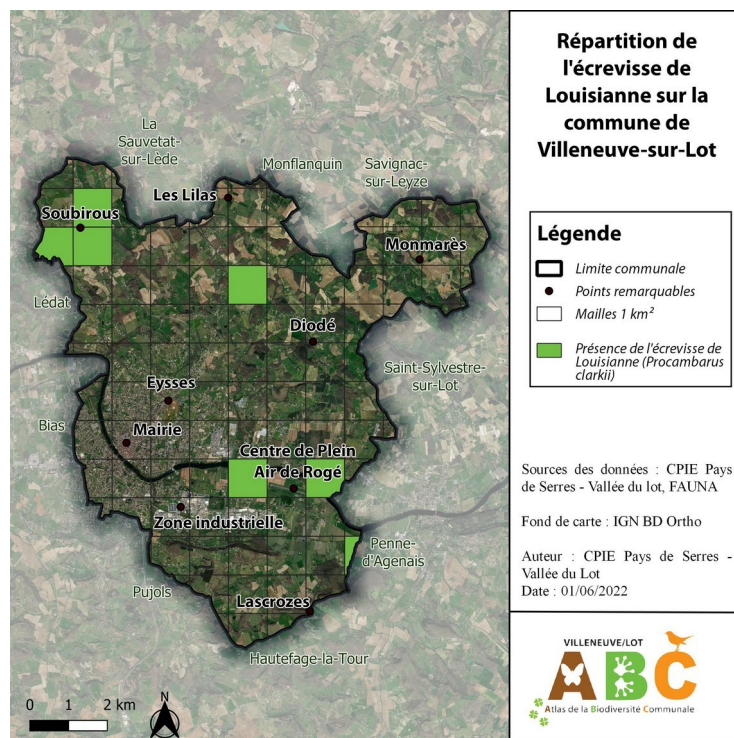 La
Sauvetat
-sur-Lède
Monflanquin
Savignac
-sur-Leyze
Les Lilas
Soubirous
Monmarès
Lédat
Diodé
Saint-Sylvestre
-sur-Lot
Eysses
Bias
Mairie
Centre de Plein
Air de Rogé
Zone industrielle
Penne-
d'Agenais
Pujols
Lascrozes
Hautefage-la-Tour
0 1 2 km
N
Répartition de
l'écrevisse de
Louisianne sur la
commune de
Villeneuve-sur-Lot
Légende
Limite communale
Points remarquables
Mailles 1 km²
Présence de l'écrevisse de
Louisianne (Procambarus
clarkii)
Sources des données : CPIE Pays
de Serres - Vallée du lot, FAUNA
Fond de carte : IGN BD Ortho
Auteur : CPIE Pays de Serres -
Vallée du Lot
Date : 01/06/2022
VILLENEUVE/LOT
ABC
Atlas de la Biodiversité Communale